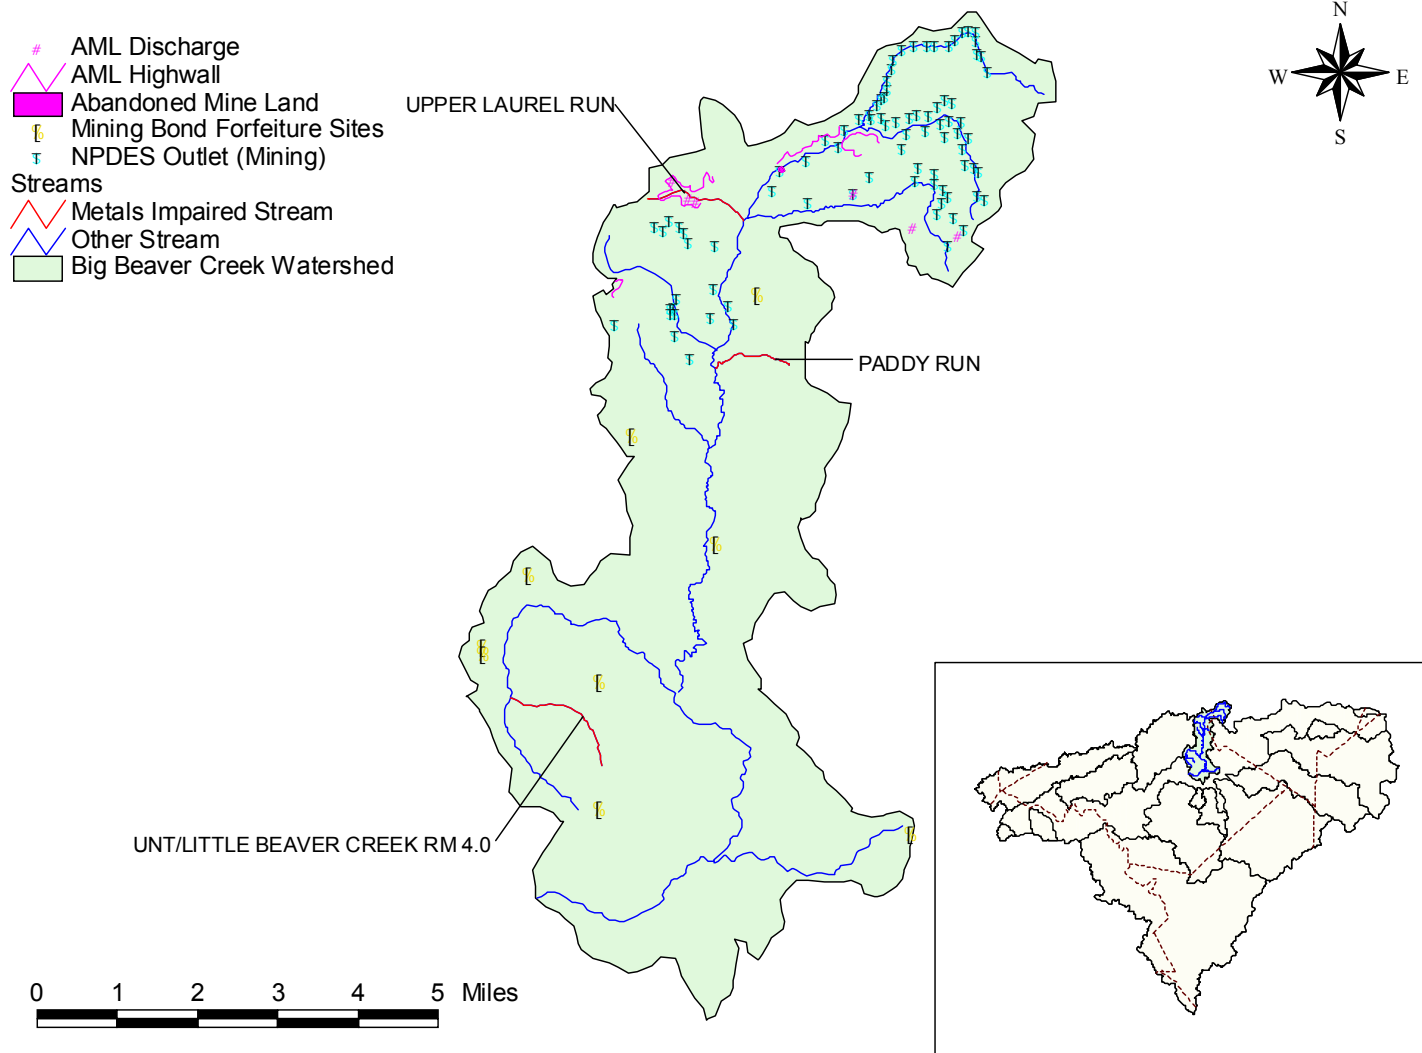 AML Discharge
AML Highwall
Abandoned Mine Land
Mining Bond Forfeiture Sites
NPDES Outlet (Mining)
Streams
Metals Impaired Stream
Other Stream
Big Beaver Creek Watershed
UPPER LAUREL RUN
N
W E
S
PADDY RUN
UNT/LITTLE BEAVER CREEK RM 4.0
0 1 2 3 4 5 Miles